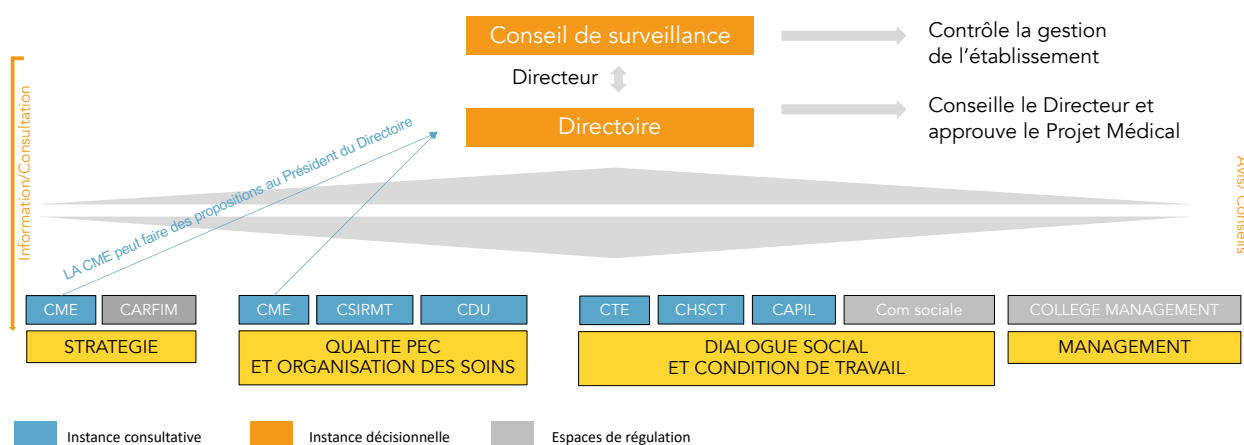 Conseil de surveillance
Contrôle la gestion
de l'établissement
Directeur
Directoire
Conseille le Directeur et
approuve le Projet Médical
Information/Consultation
LA CME peut faire des propositions au Président du Directoire
Avis/ Conseils
CME
CARFIM
CME
CSIRMT
CDU
CTE
CHSCT
CAPIL
Com sociale
COLLEGE MANAGEMENT
STRATEGIE
QUALITE PEC
ET ORGANISATION DES SOINS
DIALOGUE SOCIAL
ET CONDITION DE TRAVAIL
MANAGEMENT
Instance consultative
Instance décisionnelle
Espaces de régulation